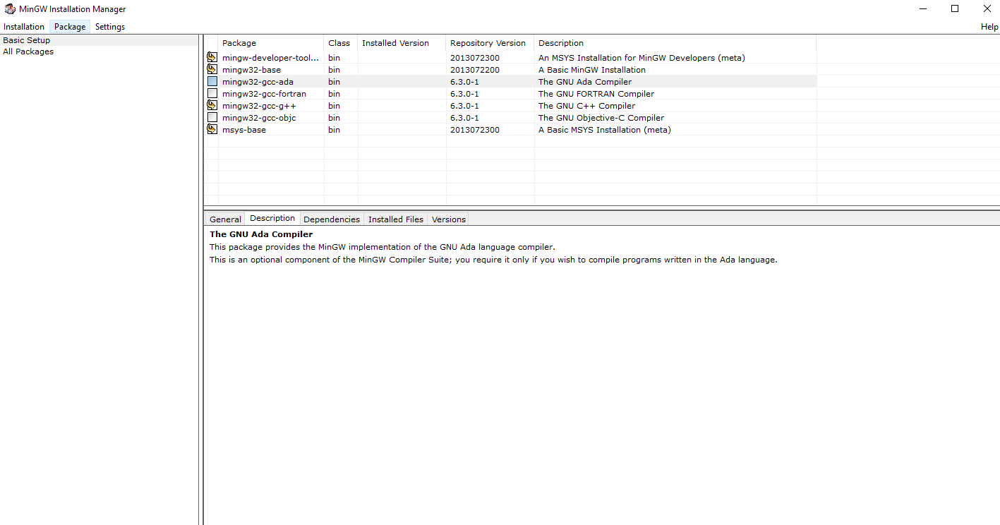 MinGW Installation Manager
Installation Package Settings Help
Basic Setup
All Packages
Package Class Installed Version Repository Version Description
mingw-developer-tool... bin 2013072300 An MSYS Installation for MinGW Developers (meta)
mingw32-base bin 2013072200 A Basic MinGW Installation
mingw32-gcc-ada bin 6.3.0-1 The GNU Ada Compiler
mingw32-gcc-fortran bin 6.3.0-1 The GNU FORTRAN Compiler
mingw32-gcc-g++ bin 6.3.0-1 The GNU C++ Compiler
mingw32-gcc-objc bin 6.3.0-1 The GNU Objective-C Compiler
msys-base bin 2013072300 A Basic MSYS Installation (meta)
General Description Dependencies Installed Files Versions
The GNU Ada Compiler
This package provides the MinGW implementation of the GNU Ada language compiler.
This is an optional component of the MinGW Compiler Suite; you require it only if you wish to compile programs written in the Ada language.